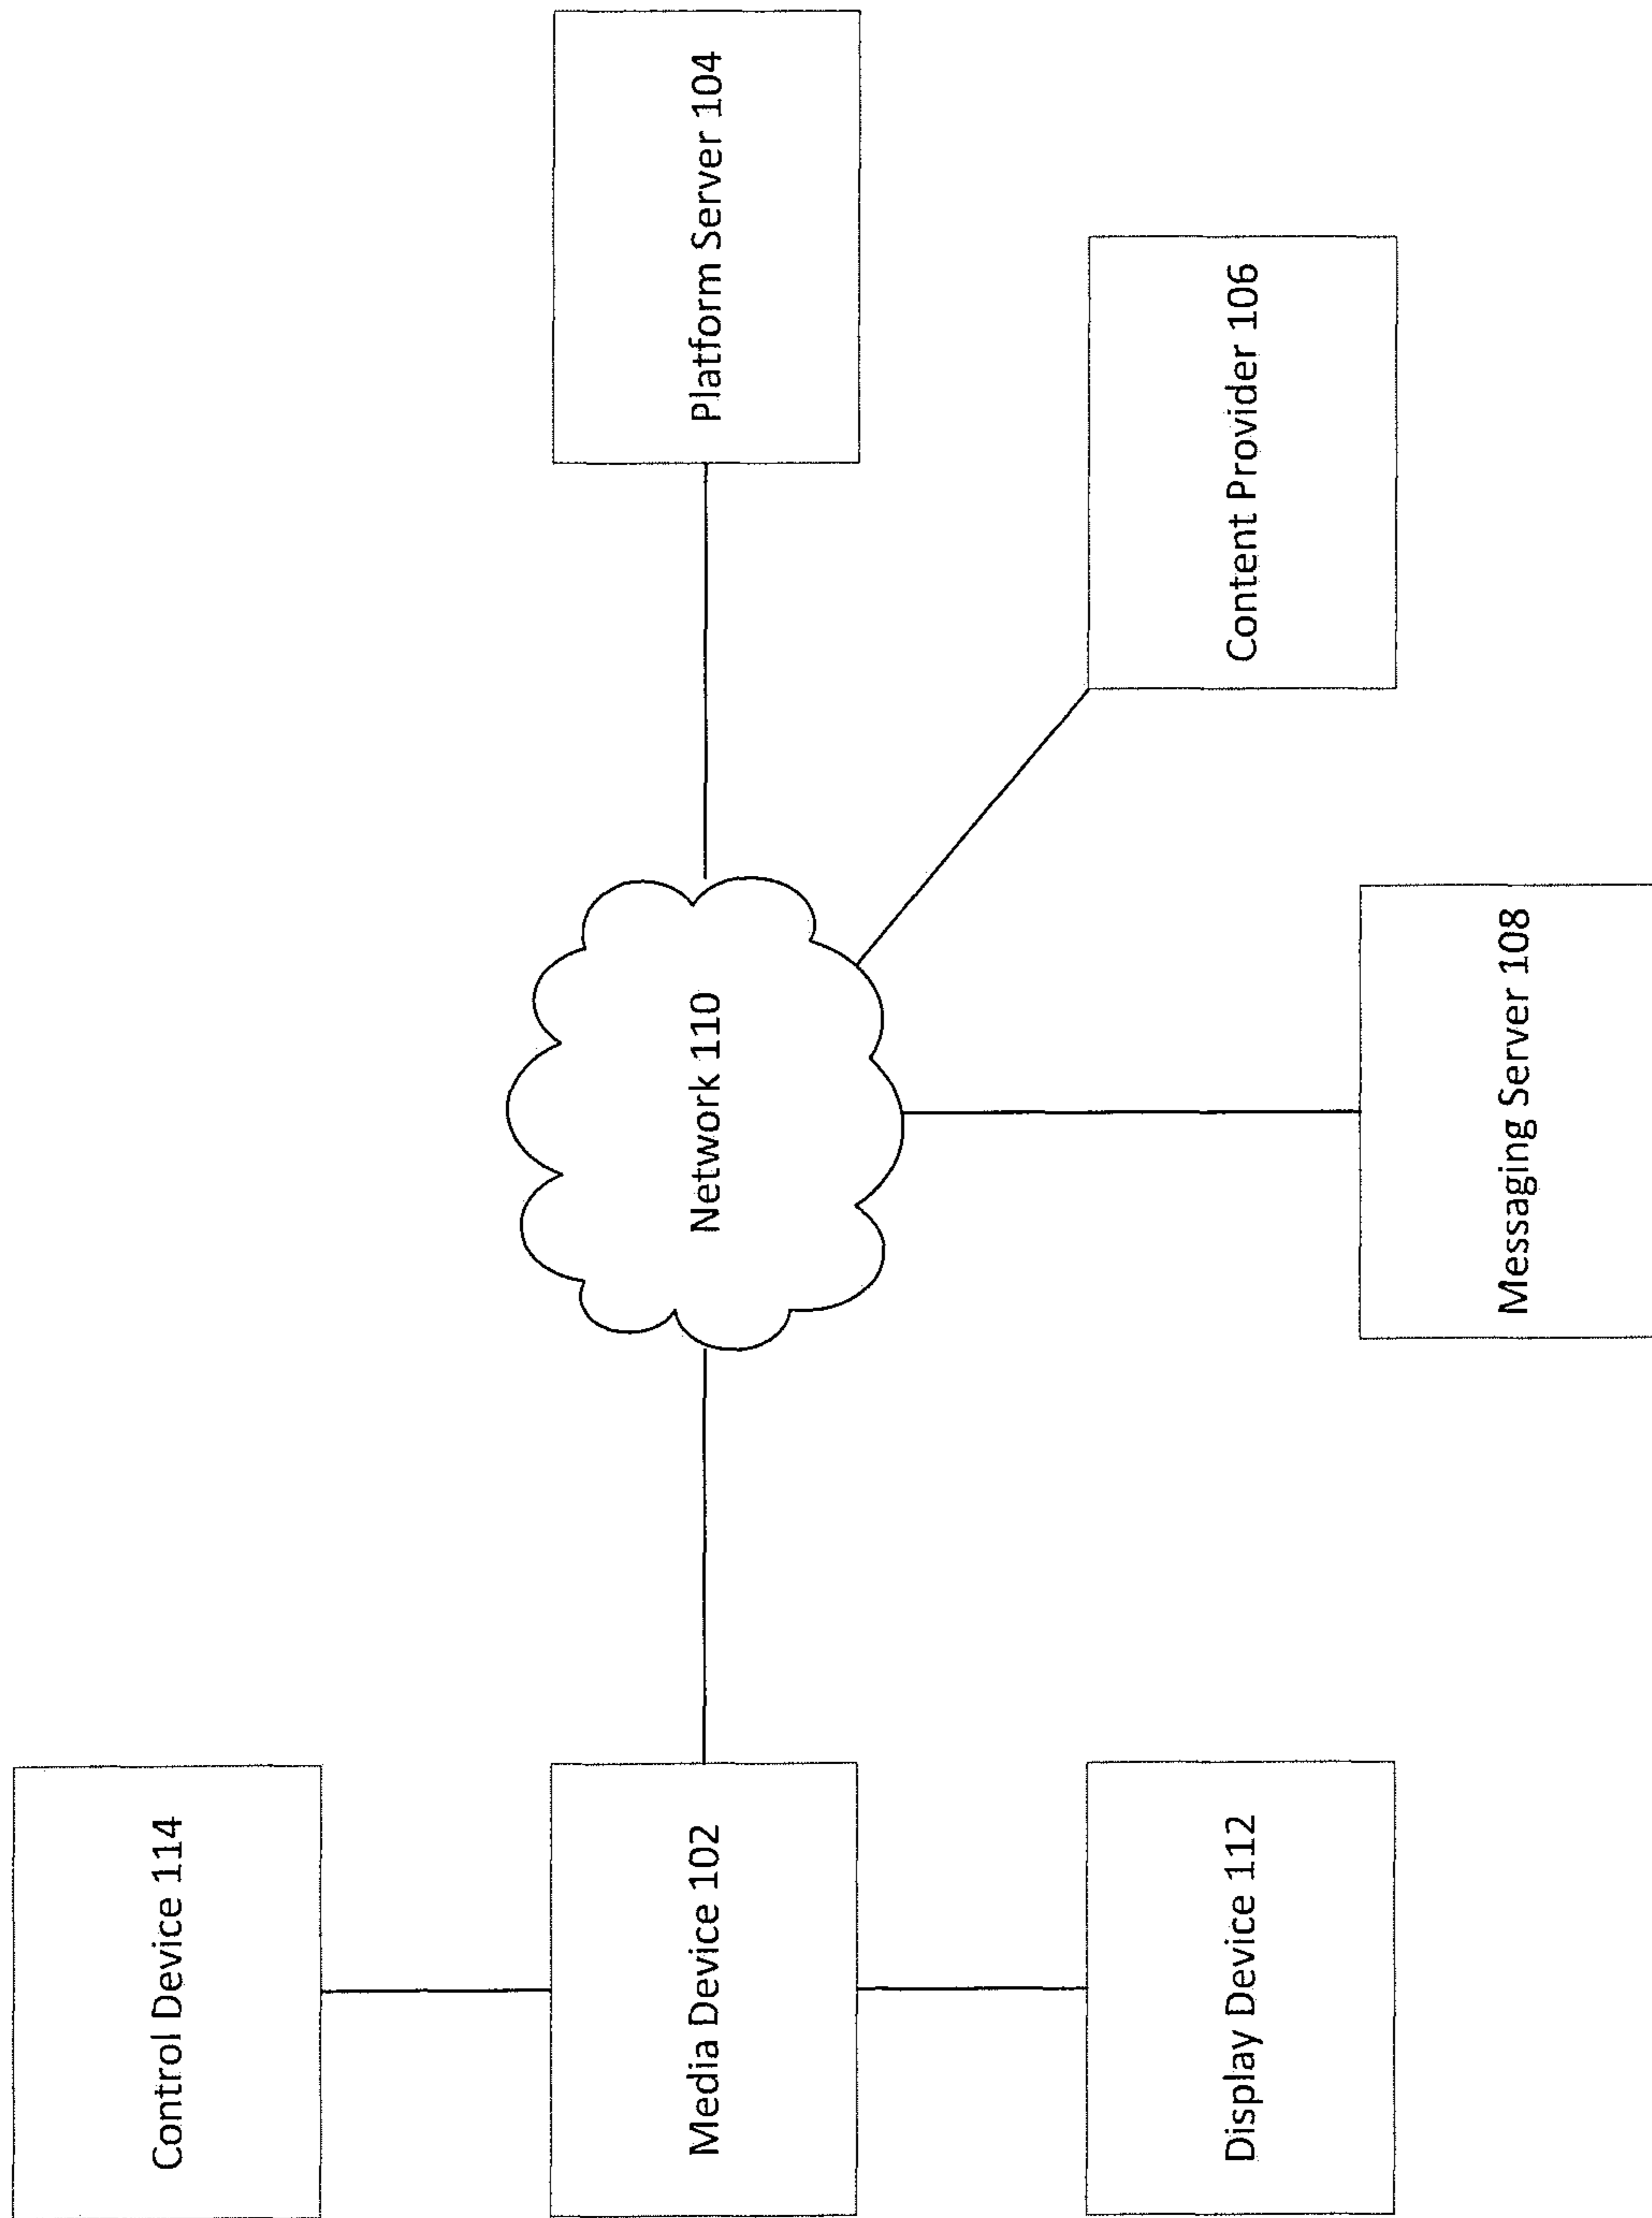 Control Device 114
Media Device 102
Display Device 112
Network 110
Platform Server 104
Content Provider 106
Messaging Server 108